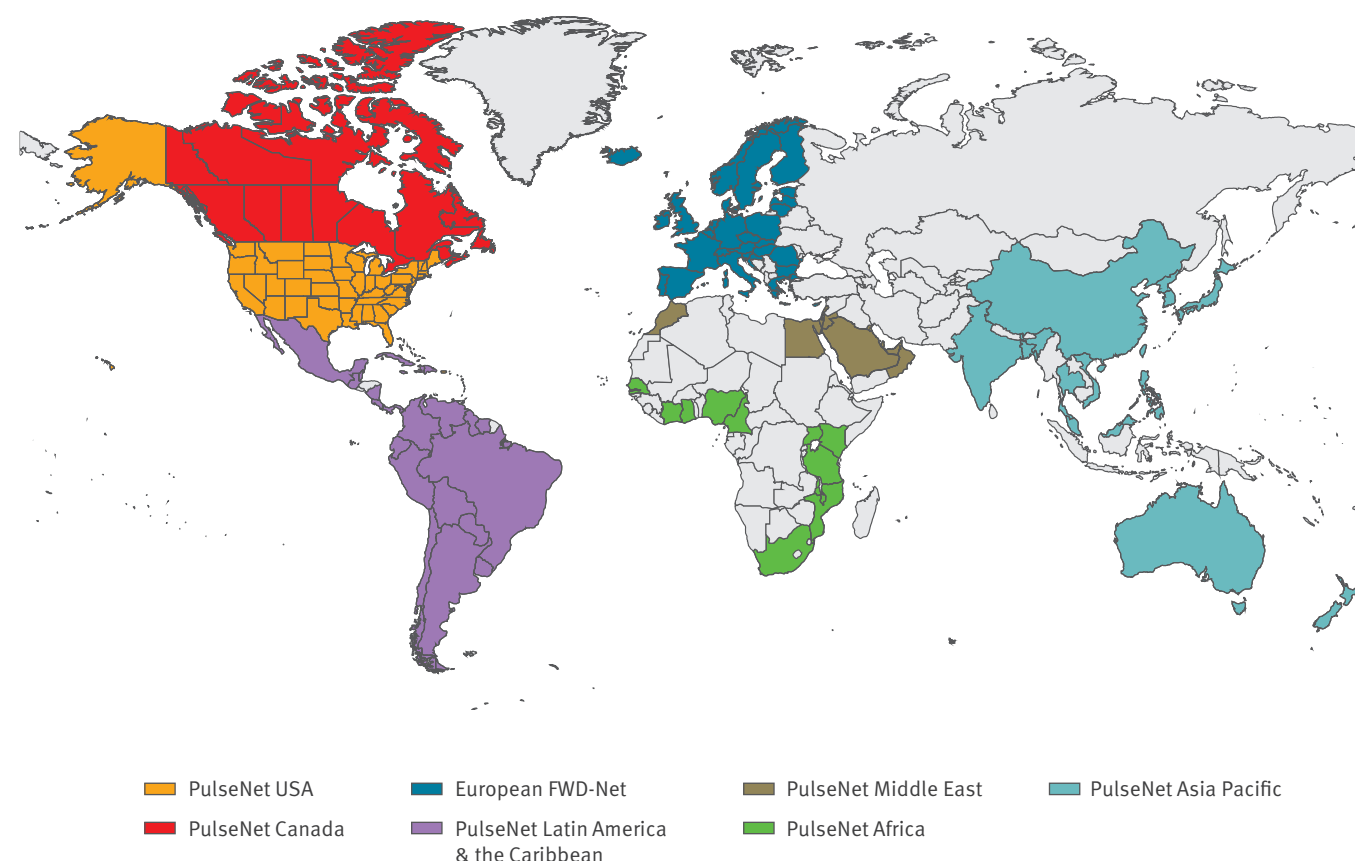 PulseNet USA
European FWD-Net
PulseNet Middle East
PulseNet Asia Pacific
PulseNet Canada
PulseNet Latin America
& the Caribbean
PulseNet Africa